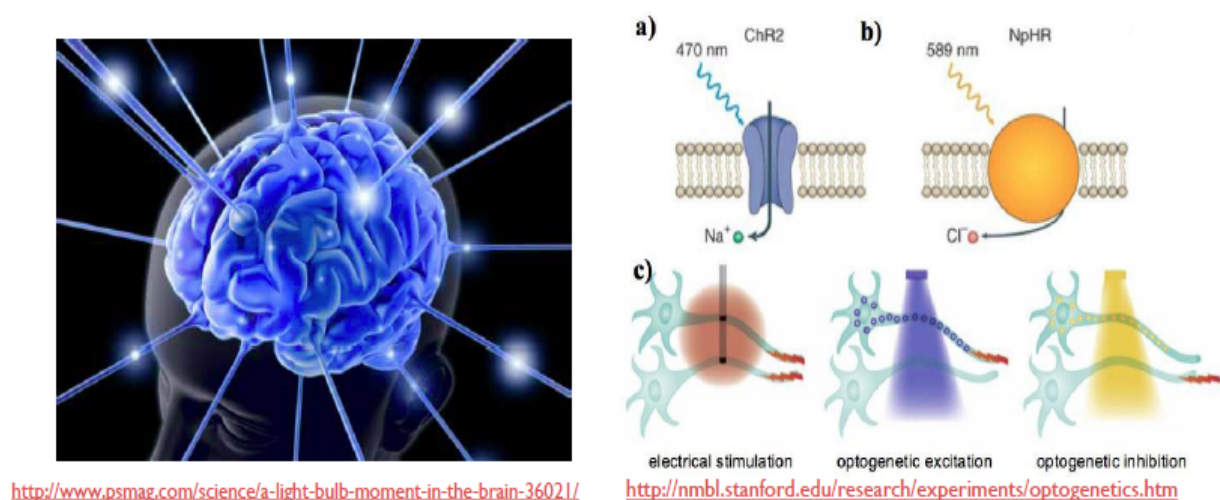 a)
ChR2
470 nm
Na+
b)
NpHR
589 nm
Cl−
c)
electrical stimulation
optogenetic excitation
optogenetic inhibition
http://www.psmag.com/science/a-light-bulb-moment-in-the-brain-36021/
http://nmbl.stanford.edu/research/experiments/optogenetics.htm